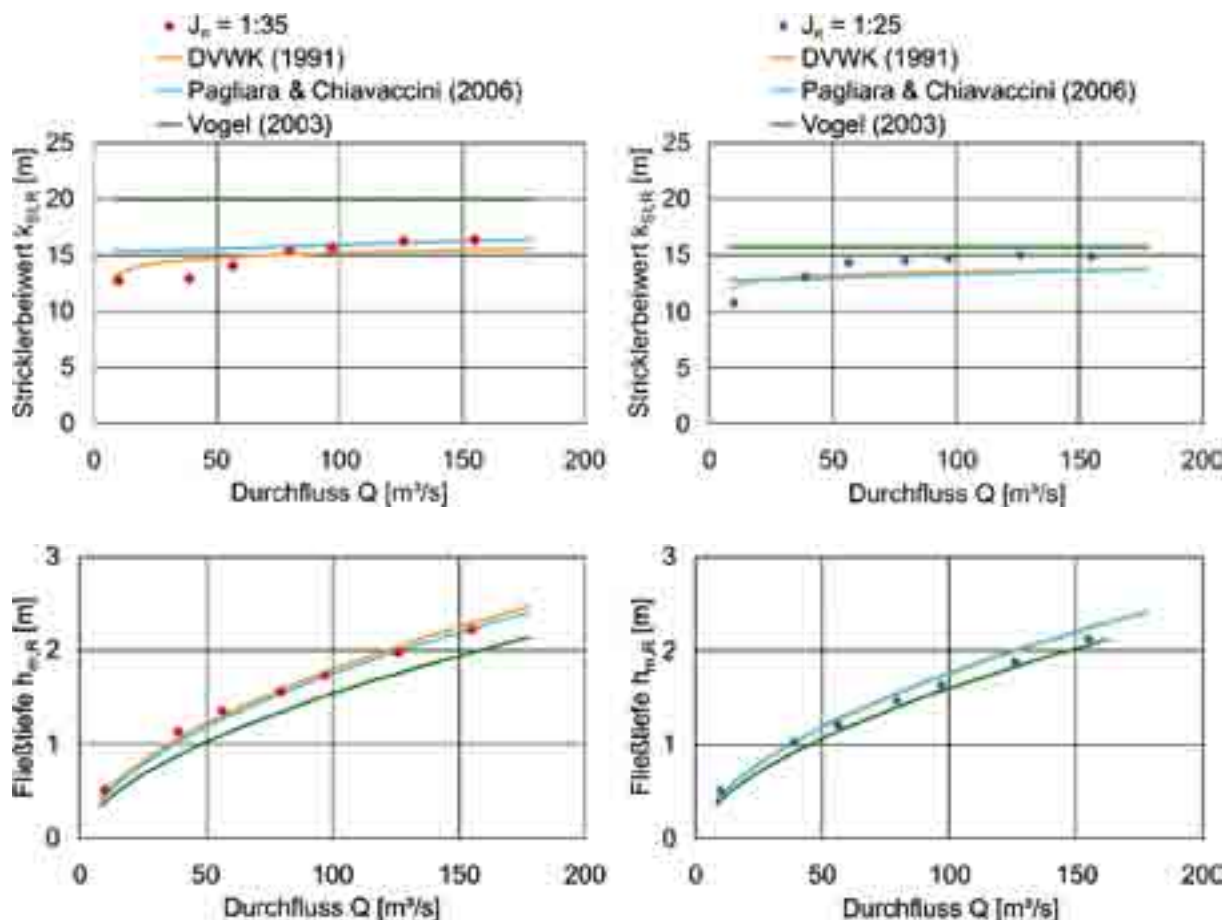 J_R = 1:35
DVWK (1991)
Pagliara & Chiavaccini (2006)
Vogel (2003)
25
20
15
10
5
0
Stricklerbeiwert k_St,R [m]
0 50 100 150 200
Durchfluss Q [m³/s]
J_R = 1:25
DVWK (1991)
Pagliara & Chiavaccini (2006)
Vogel (2003)
25
20
15
10
5
0
Stricklerbeiwert k_St,R [m]
0 50 100 150 200
Durchfluss Q [m³/s]
3
2
1
0
Fließtiefe h_m,R [m]
0 50 100 150 200
Durchfluss Q [m³/s]
3
2
1
0
Fließtiefe h_m,R [m]
0 50 100 150 200
Durchfluss Q [m³/s]